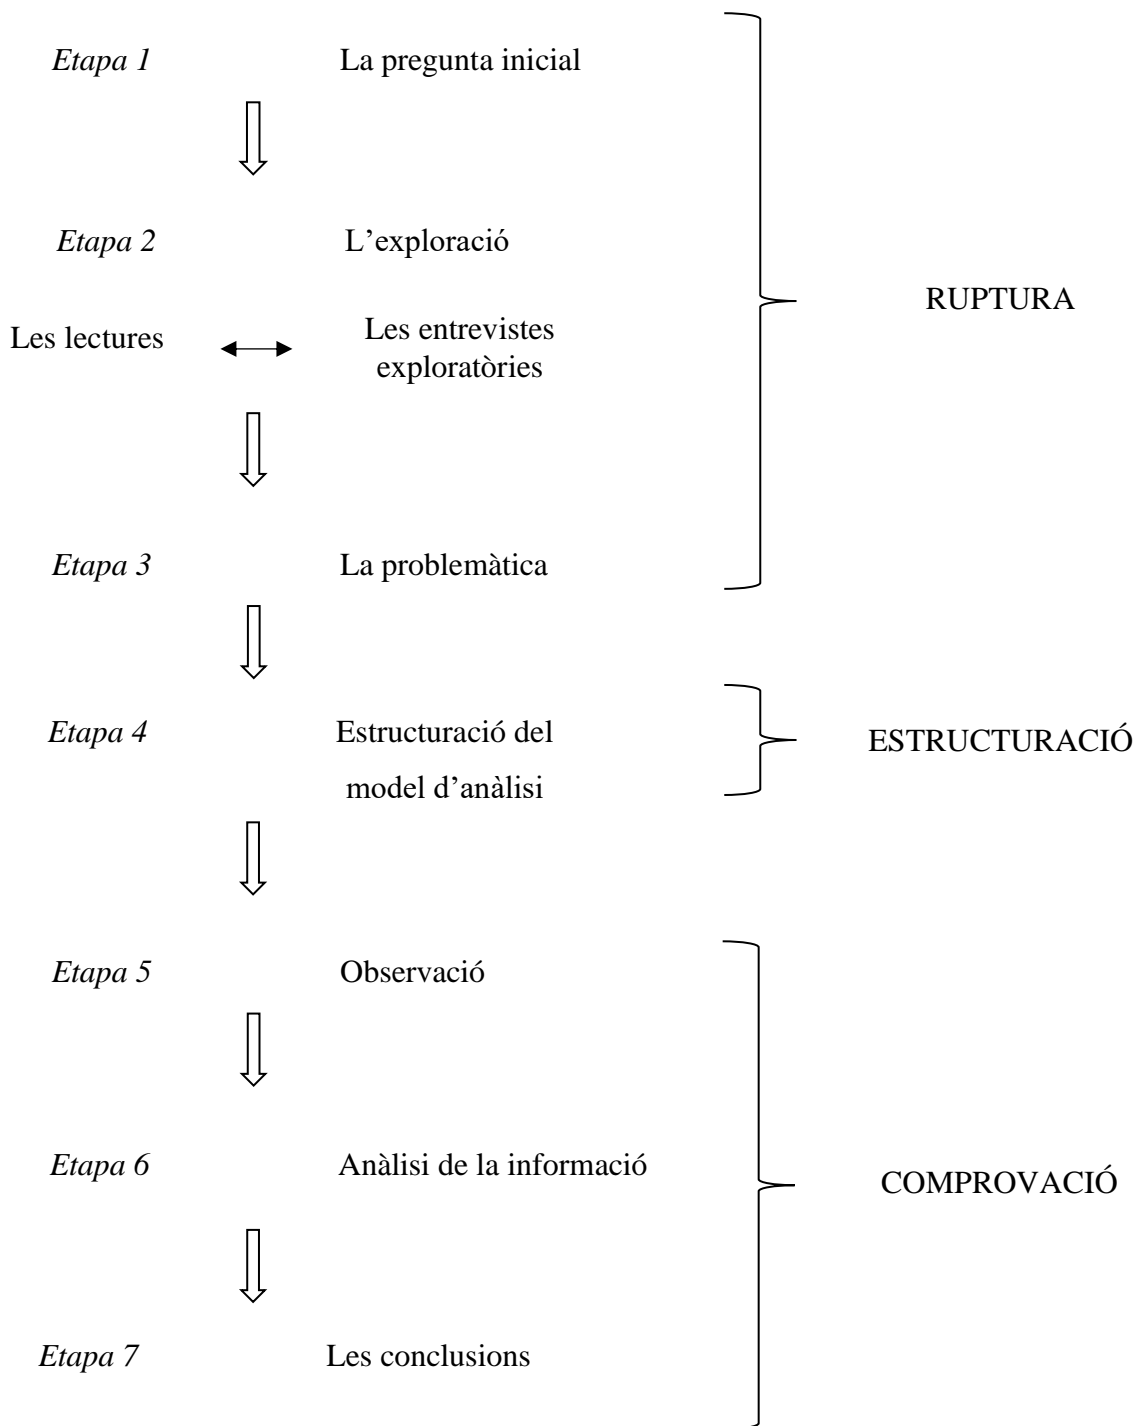 Etapa 1 La pregunta inicial
Etapa 2 L’exploració
RUPTURA
Les lectures
Les entrevistes
exploratòries
Etapa 3 La problemàtica
Etapa 4 Estructuració del
model d’anàlisi
ESTRUCTURACIÓ
Etapa 5 Observació
Etapa 6 Anàlisi de la informació
COMPROVACIÓ
Etapa 7 Les conclusions